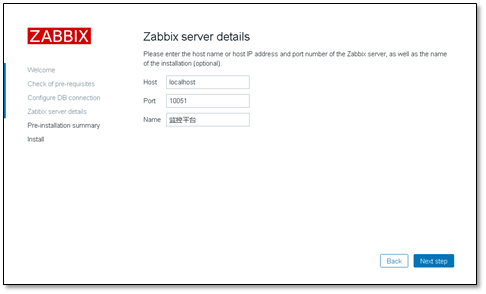 ZABBIX
Welcome
Check of pre-requisites
Configure DB connection
Zabbix server details
Pre-installation summary
Install
Zabbix server details
Please enter the host name or host IP address and port number of the Zabbix server, as well as the name
of the installation (optional).
Host localhost
Port 10051
Name 监控平台
Back Next step